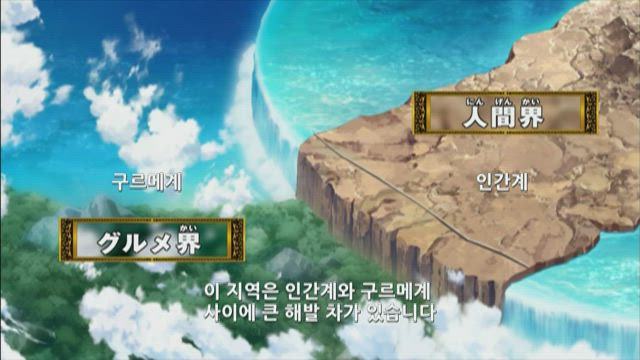 にん げん かい
人間界
구르메계
인간계
かい
グルメ界
이 지역은 인간계와 구르메계
사이에 큰 해발 차가 있습니다